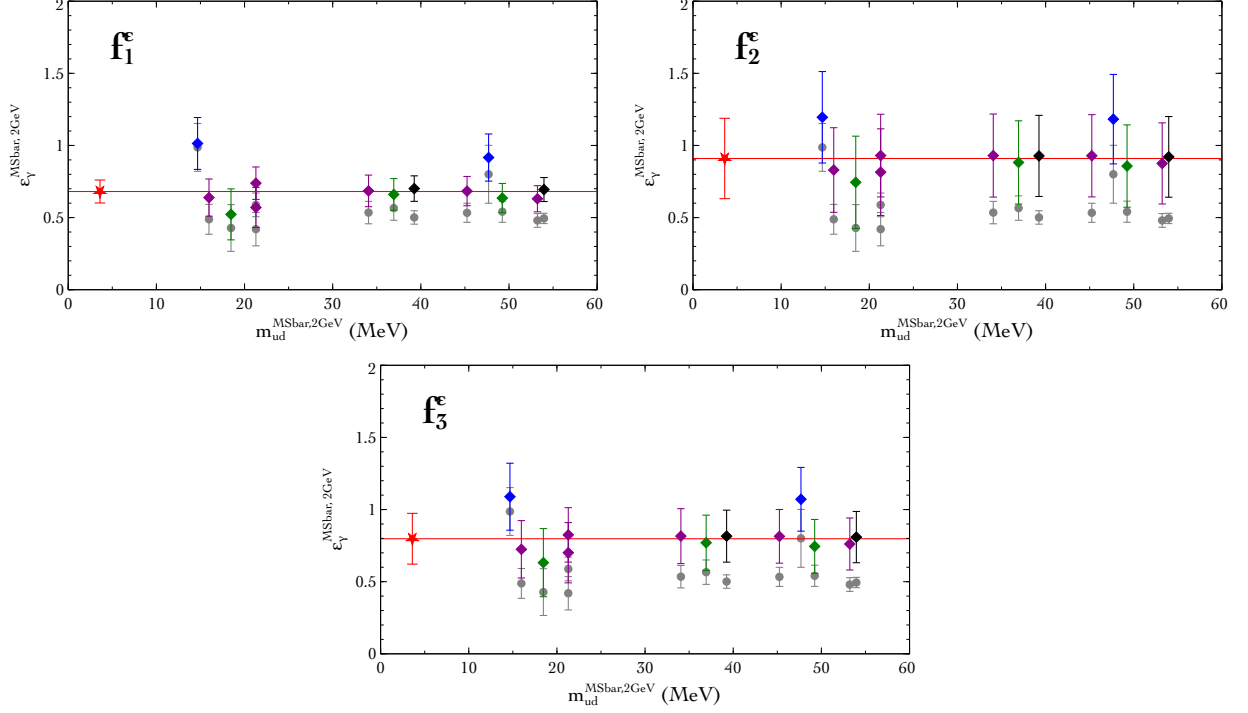 2
1.5
1
0.5
0
ε_γ^{MSbar, 2GeV}
f_1^ε
0 10 20 30 40 50 60
m_ud^{MSbar,2GeV} (MeV)
2
1.5
1
0.5
0
ε_γ^{MSbar, 2GeV}
f_2^ε
0 10 20 30 40 50 60
m_ud^{MSbar,2GeV} (MeV)
2
1.5
1
0.5
0
ε_γ^{MSbar, 2GeV}
f_3^ε
0 10 20 30 40 50 60
m_ud^{MSbar,2GeV} (MeV)